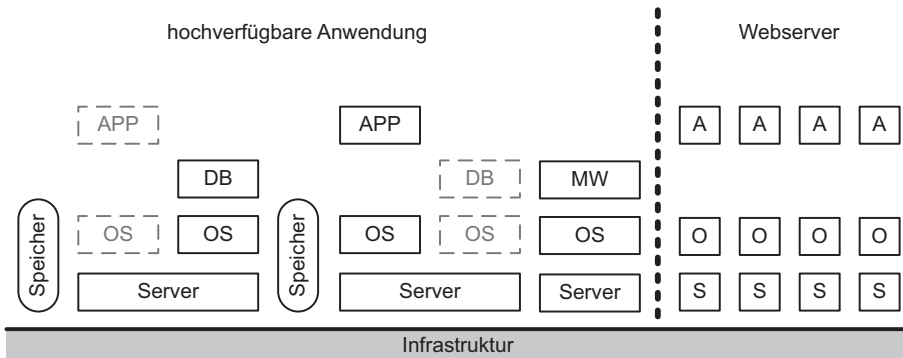 hochverfügbare Anwendung Webserver
APP APP A A A A
DB DB MW
Speicher OS OS Speicher OS OS OS O O O O
Server Server Server S S S S
Infrastruktur